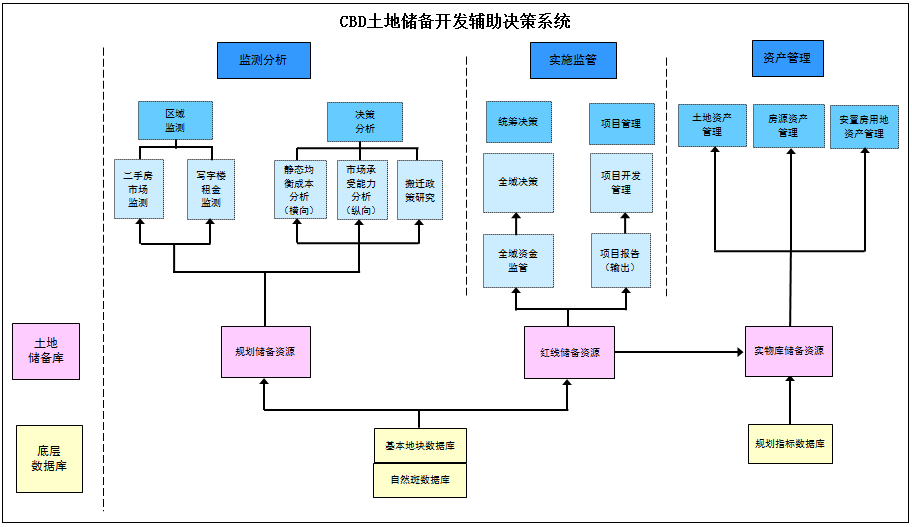 CBD土地储备开发辅助决策系统
监测分析
实施监管
资产管理
区域
监测
决策
分析
统筹决策
项目管理
土地资产
管理
房源资产
管理
安置房用地
资产管理
二手房
市场
监测
写字楼
租金
监测
静态均
衡成本
分析
（横向）
市场承
受能力
分析
（纵向）
搬迁政
策研究
全域决策
项目开发
管理
全域资金
监管
项目报告
（输出）
土地
储备库
规划储备资源
红线储备资源
实物库储备资源
底层
数据库
基本地块数据库
自然斑数据库
规划指标数据库